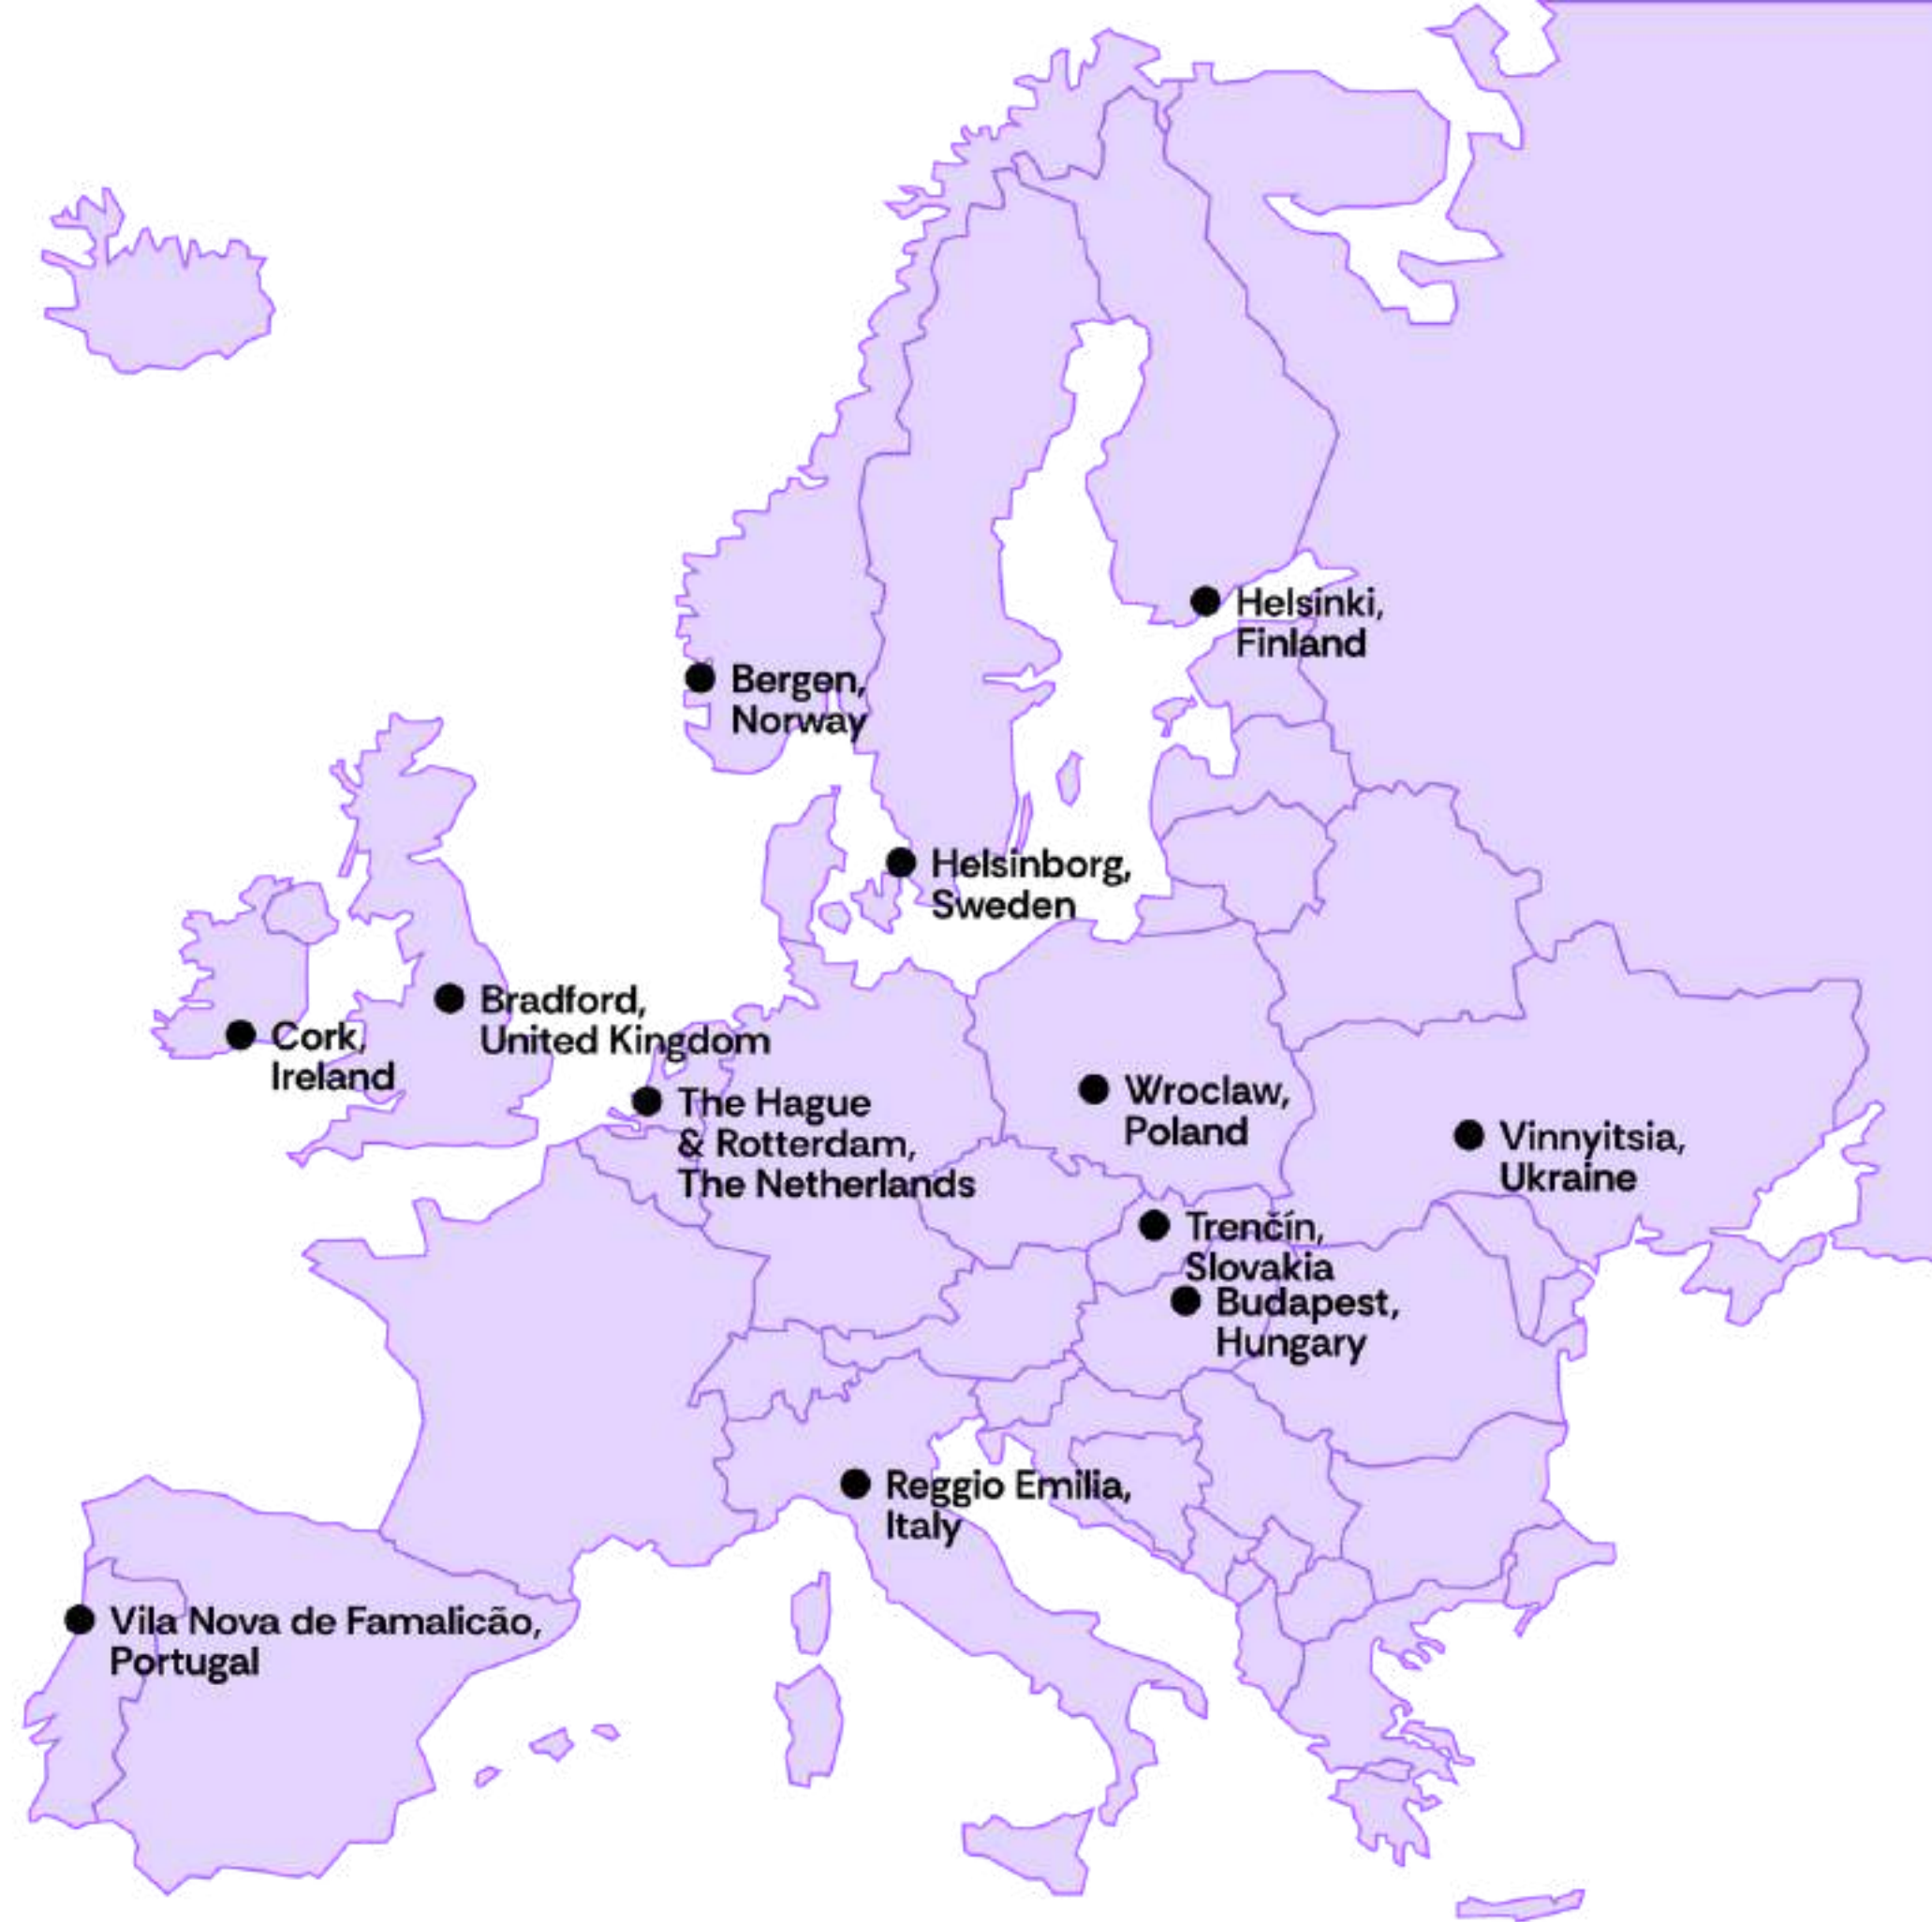 Helsinki,
Finland
Bergen,
Norway
Helsinborg,
Sweden
Bradford,
United Kingdom
Cork,
Ireland
The Hague
& Rotterdam,
The Netherlands
Wroclaw,
Poland
Vinnyitsia,
Ukraine
Trenčín,
Slovakia
Budapest,
Hungary
Reggio Emilia,
Italy
Vila Nova de Famalicão,
Portugal